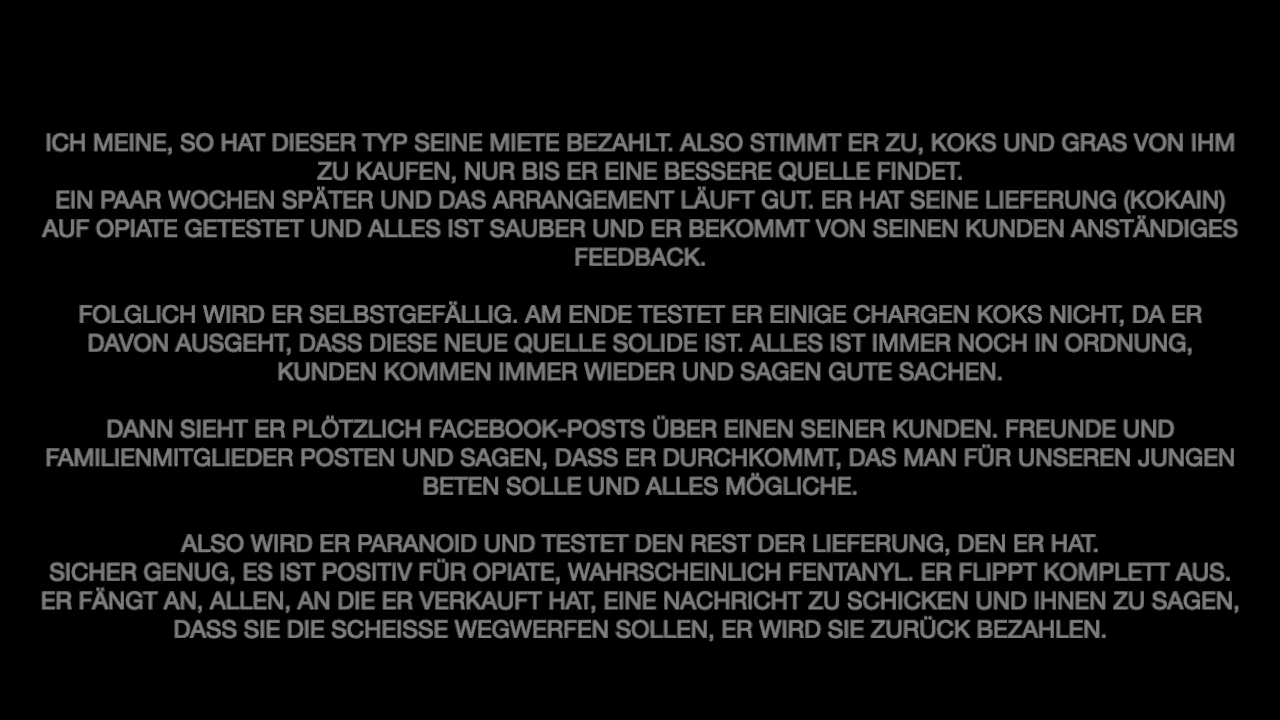 ICH MEINE, SO HAT DIESER TYP SEINE MIETE BEZAHLT. ALSO STIMMT ER ZU, KOKS UND GRAS VON IHM
ZU KAUFEN, NUR BIS ER EINE BESSERE QUELLE FINDET.
EIN PAAR WOCHEN SPÄTER UND DAS ARRANGEMENT LÄUFT GUT. ER HAT SEINE LIEFERUNG (KOKAIN)
AUF OPIATE GETESTET UND ALLES IST SAUBER UND ER BEKOMMT VON SEINEN KUNDEN ANSTÄNDIGES
FEEDBACK.
FOLGLICH WIRD ER SELBSTGEFÄLLIG. AM ENDE TESTET ER EINIGE CHARGEN KOKS NICHT, DA ER
DAVON AUSGEHT, DASS DIESE NEUE QUELLE SOLIDE IST. ALLES IST IMMER NOCH IN ORDNUNG,
KUNDEN KOMMEN IMMER WIEDER UND SAGEN GUTE SACHEN.
DANN SIEHT ER PLÖTZLICH FACEBOOK-POSTS ÜBER EINEN SEINER KUNDEN. FREUNDE UND
FAMILIENMITGLIEDER POSTEN UND SAGEN, DASS ER DURCHKOMMT, DAS MAN FÜR UNSEREN JUNGEN
BETEN SOLLE UND ALLES MÖGLICHE.
ALSO WIRD ER PARANOID UND TESTET DEN REST DER LIEFERUNG, DEN ER HAT.
SICHER GENUG, ES IST POSITIV FÜR OPIATE, WAHRSCHEINLICH FENTANYL. ER FLIPPT KOMPLETT AUS.
ER FÄNGT AN, ALLEN, AN DIE ER VERKAUFT HAT, EINE NACHRICHT ZU SCHICKEN UND IHNEN ZU SAGEN,
DASS SIE DIE SCHEISSE WEGWERFEN SOLLEN, ER WIRD SIE ZURÜCK BEZAHLEN.